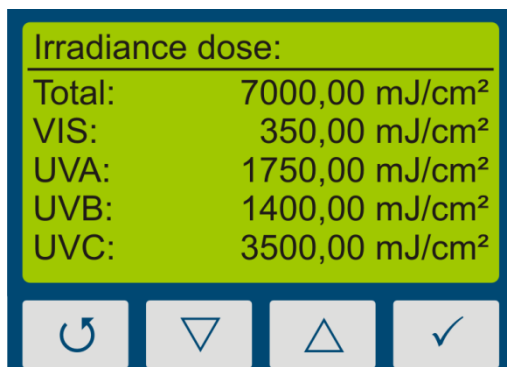 Irradiance dose:
Total: 7000,00 mJ/cm²
VIS: 350,00 mJ/cm²
UVA: 1750,00 mJ/cm²
UVB: 1400,00 mJ/cm²
UVC: 3500,00 mJ/cm²